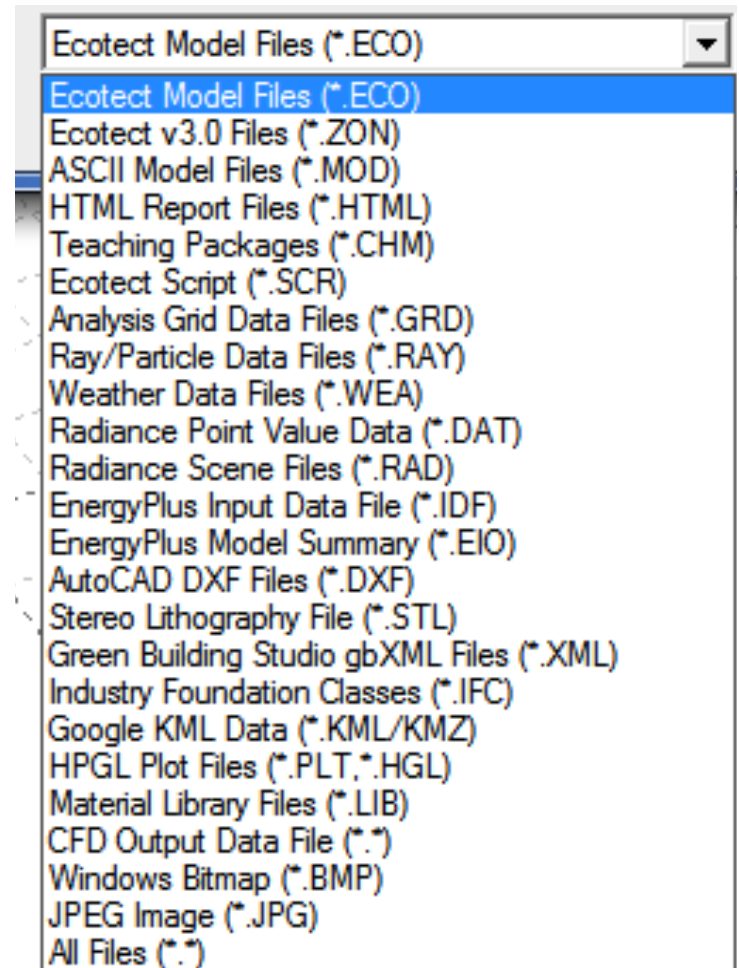 Ecotect Model Files (*.ECO)
Ecotect Model Files (*.ECO)
Ecotect v3.0 Files (*.ZON)
ASCII Model Files (*.MOD)
HTML Report Files (*.HTML)
Teaching Packages (*.CHM)
Ecotect Script (*.SCR)
Analysis Grid Data Files (*.GRD)
Ray/Particle Data Files (*.RAY)
Weather Data Files (*.WEA)
Radiance Point Value Data (*.DAT)
Radiance Scene Files (*.RAD)
EnergyPlus Input Data File (*.IDF)
EnergyPlus Model Summary (*.EIO)
AutoCAD DXF Files (*.DXF)
Stereo Lithography File (*.STL)
Green Building Studio gbXML Files (*.XML)
Industry Foundation Classes (*.IFC)
Google KML Data (*.KML/KMZ)
HPGL Plot Files (*.PLT,*.HGL)
Material Library Files (*.LIB)
CFD Output Data File (*.*)
Windows Bitmap (*.BMP)
JPEG Image (*.JPG)
All Files (*.*)